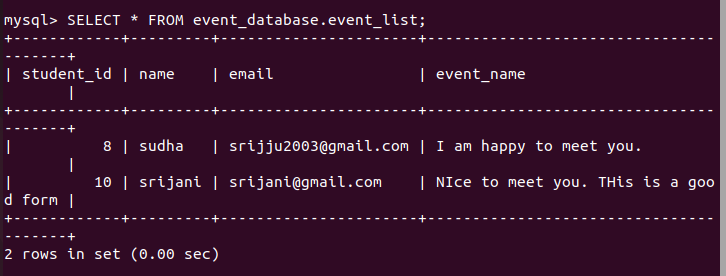 mysql> SELECT * FROM event_database.event_list;
+------------+---------+---------------------+---------------------------------
-------+
| student_id | name    | email               | event_name
       |
+------------+---------+---------------------+---------------------------------
-------+
|          8 | sudha   | srijju2003@gmail.com | I am happy to meet you.
       |
|         10 | srijani | srijani@gmail.com    | NIce to meet you. THis is a goo
d form |
+------------+---------+---------------------+---------------------------------
-------+
2 rows in set (0.00 sec)